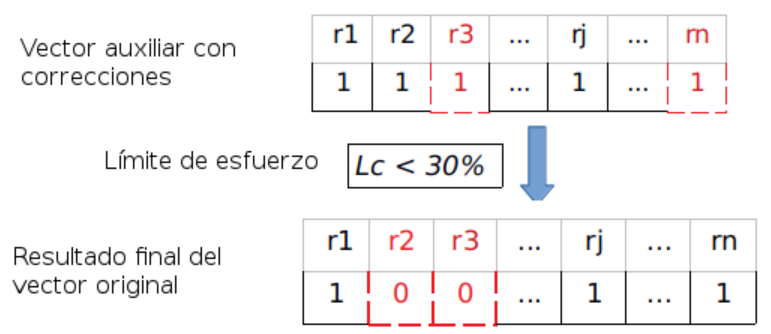 r1 r2 r3 ... rj ... rn
Vector auxiliar con
correcciones
1 1 1 ... 1 ... 1
Límite de esfuerzo
Lc < 30%
r1 r2 r3 ... rj ... rn
Resultado final del
vector original
1 0 0 ... 1 ... 1